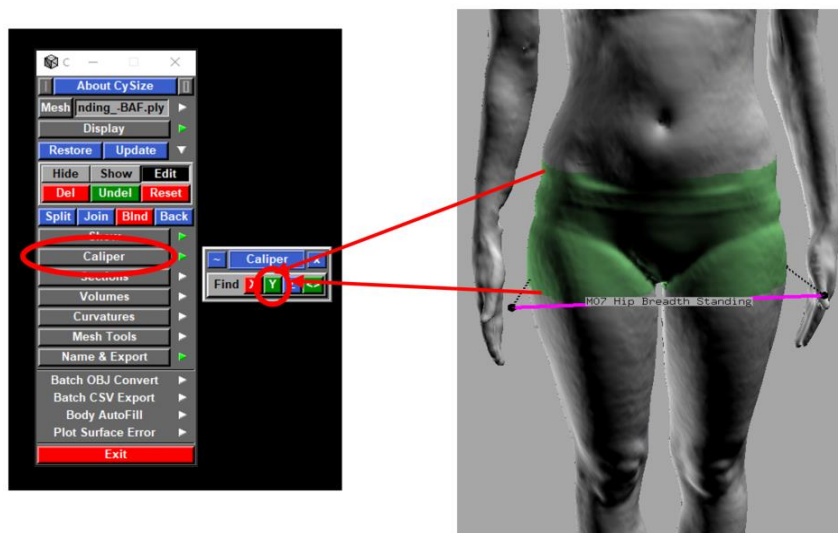 C
About CySize
Mesh nding_-BAF.ply
Display
Restore Update
Hide Show Edit
Del Undel Reset
Split Join Blnd Back
Show
Caliper
Sections
Volumes
Curvatures
Mesh Tools
Name & Export
Batch OBJ Convert
Batch CSV Export
Body AutoFill
Plot Surface Error
Exit
~ Caliper x
Find X Y Z <>
M07 Hip Breadth Standing